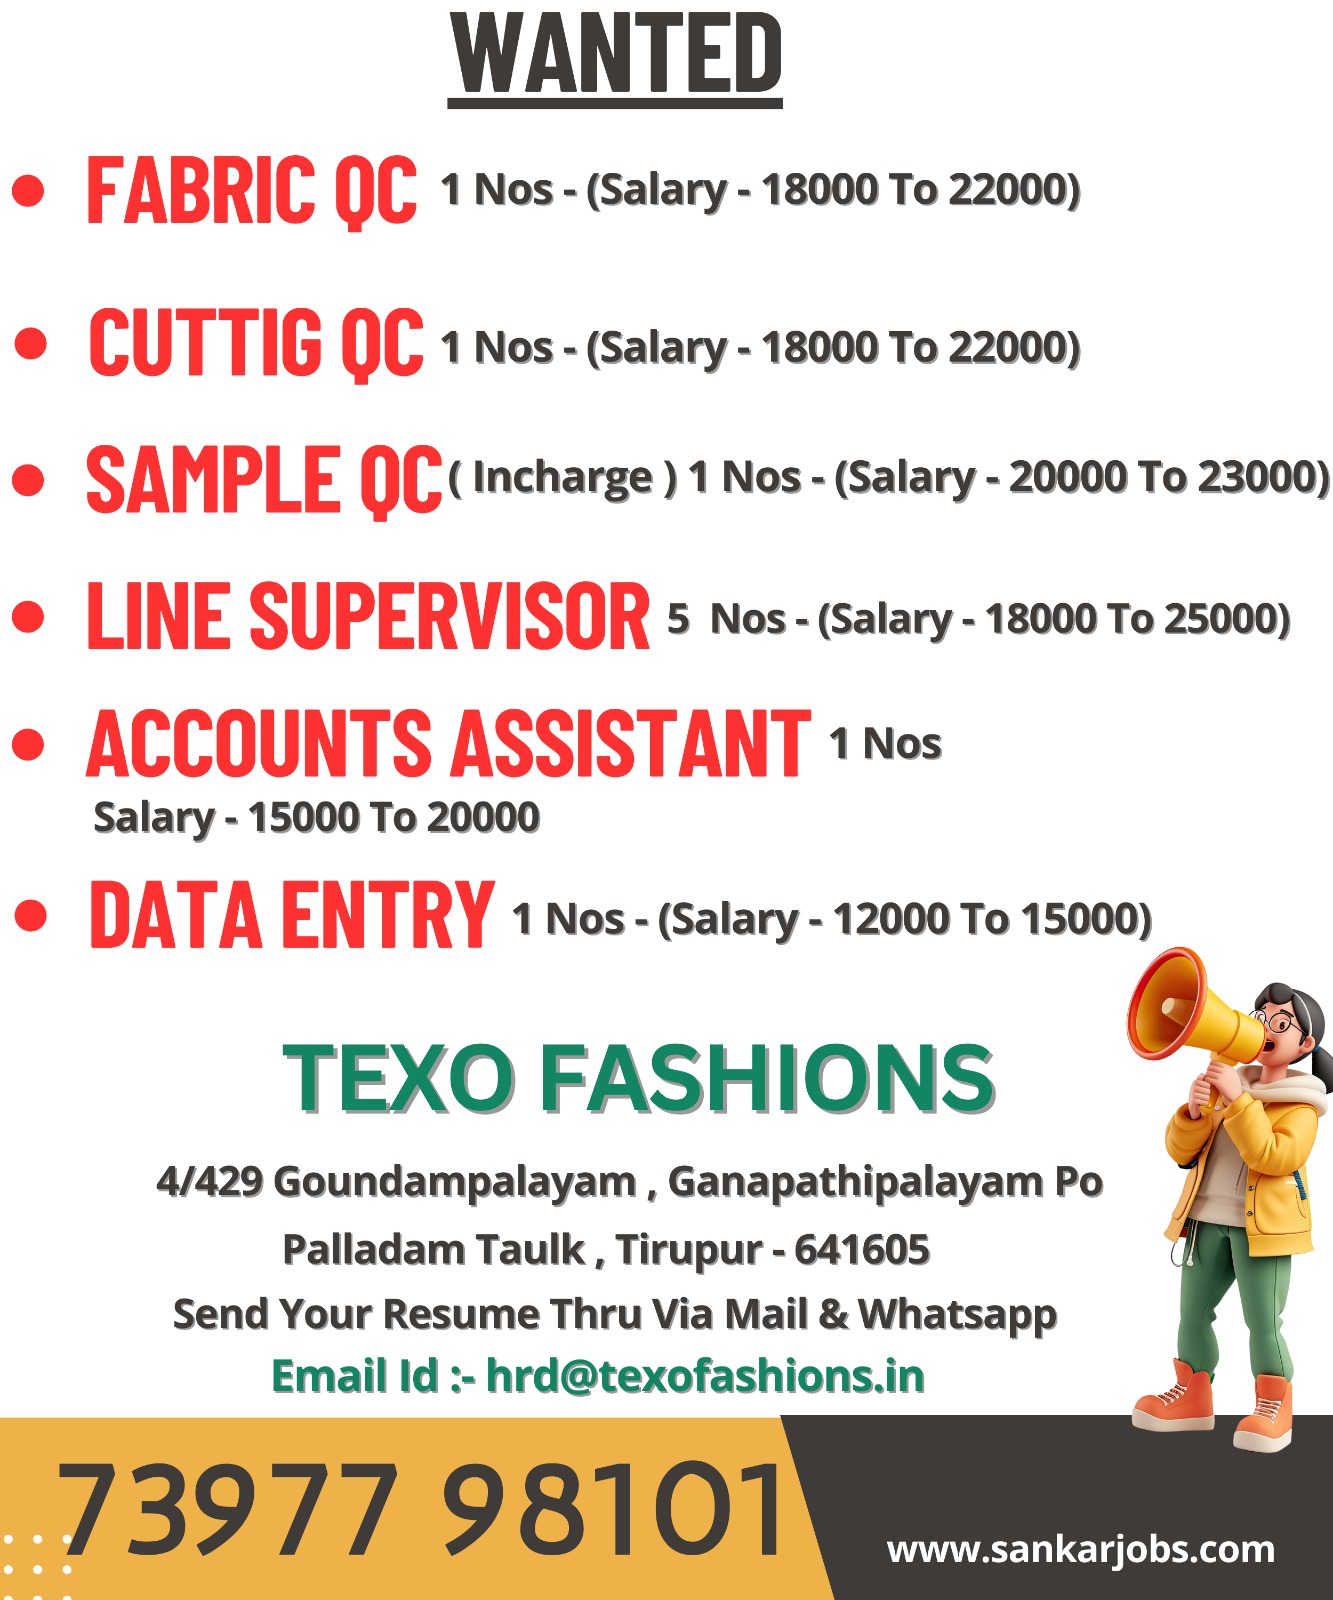 WANTED
• FABRIC QC 1 Nos - (Salary - 18000 To 22000)
• CUTTIG QC 1 Nos - (Salary - 18000 To 22000)
• SAMPLE QC ( Incharge ) 1 Nos - (Salary - 20000 To 23000)
• LINE SUPERVISOR 5 Nos - (Salary - 18000 To 25000)
• ACCOUNTS ASSISTANT 1 Nos
Salary - 15000 To 20000
• DATA ENTRY 1 Nos - (Salary - 12000 To 15000)
TEXO FASHIONS
4/429 Goundampalayam , Ganapathipalayam Po
Palladam Taulk , Tirupur - 641605
Send Your Resume Thru Via Mail & Whatsapp
Email Id :- hrd@texofashions.in
73977 98101
www.sankarjobs.com